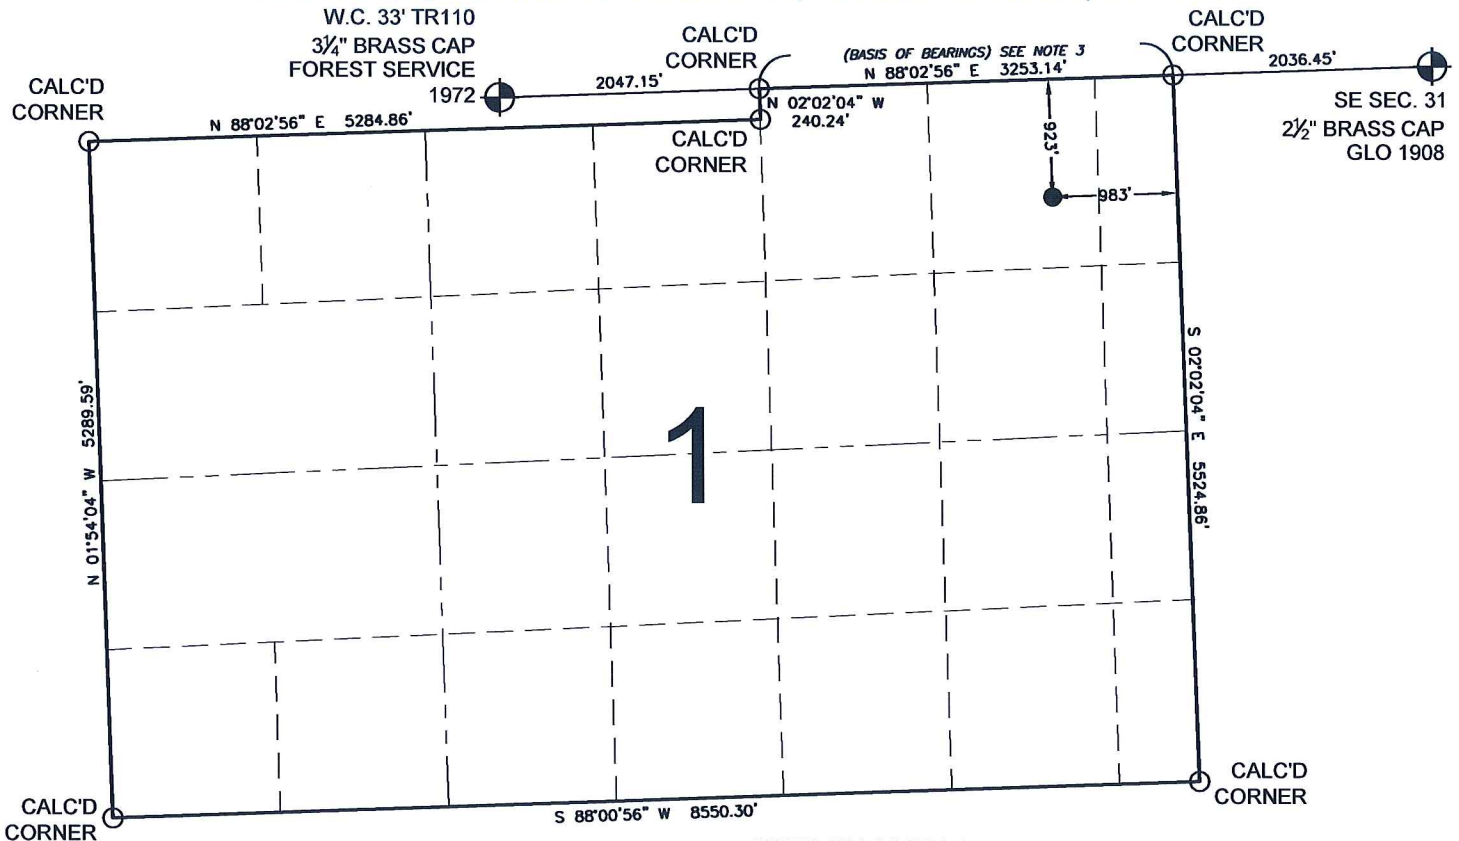 W.C. 33' TR110
3¼" BRASS CAP
FOREST SERVICE
1972
CALC'D
CORNER
CALC'D
CORNER
(BASIS OF BEARINGS) SEE NOTE 3
N 88°02'56" E 3253.14'
CALC'D
CORNER
2047.15'
2036.45'
SE SEC. 31
2½" BRASS CAP
GLO 1908
N 88°02'56" E 5284.86'
N 02°02'04" W
240.24'
CALC'D
CORNER
923'
983'
N 01°54'04" W 5289.59'
1
S 02°02'04" E 5524.86'
CALC'D
CORNER
S 88°00'56" W 8550.30'
CALC'D
CORNER